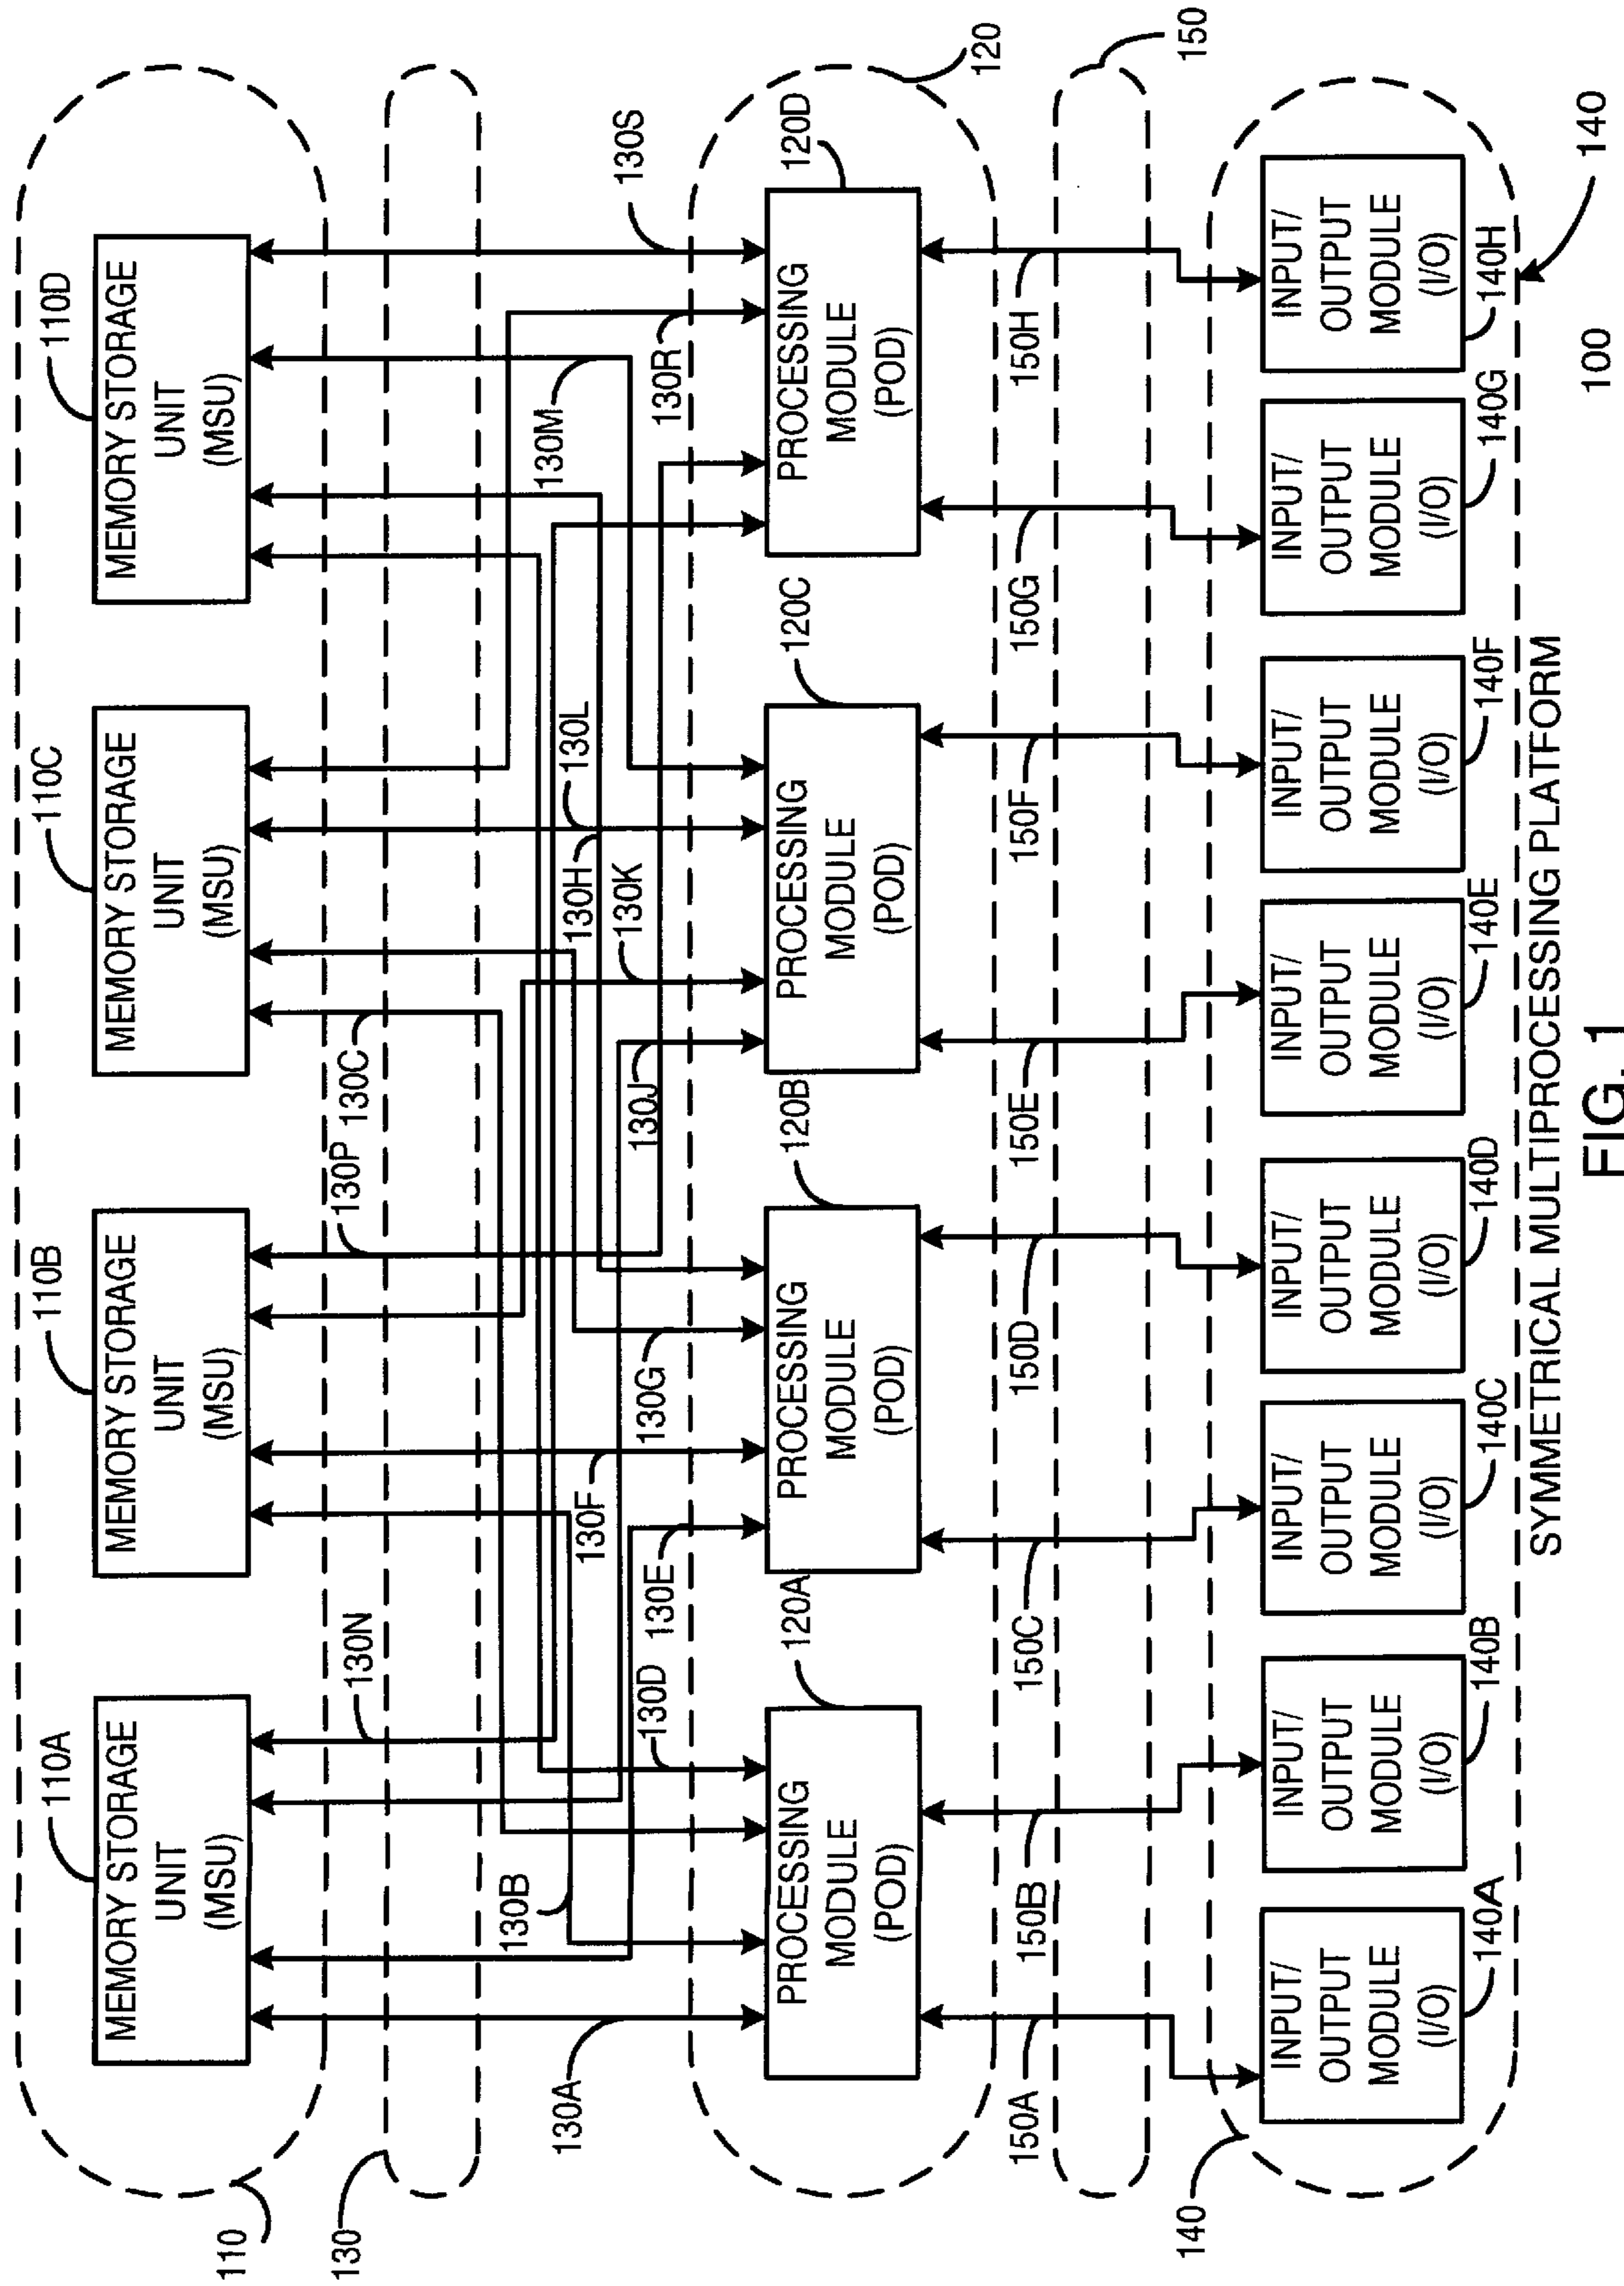 110
110A
110B
110C
110D
MEMORY STORAGE
UNIT
(MSU)
MEMORY STORAGE
UNIT
(MSU)
MEMORY STORAGE
UNIT
(MSU)
MEMORY STORAGE
UNIT
(MSU)
130
130N
130P
130C
130A
130B
130F
130H
130L
130M
130S
130E
130D
130G
130J
130K
130R
120
120A
120B
120C
120D
PROCESSING
MODULE
(POD)
PROCESSING
MODULE
(POD)
PROCESSING
MODULE
(POD)
PROCESSING
MODULE
(POD)
150A
150B
150C
150D
150E
150F
150G
150H
150
140
INPUT/
OUTPUT
MODULE
(I/O)
INPUT/
OUTPUT
MODULE
(I/O)
INPUT/
OUTPUT
MODULE
(I/O)
INPUT/
OUTPUT
MODULE
(I/O)
INPUT/
OUTPUT
MODULE
(I/O)
INPUT/
OUTPUT
MODULE
(I/O)
INPUT/
OUTPUT
MODULE
(I/O)
INPUT/
OUTPUT
MODULE
(I/O)
140A
140B
140C
140D
140E
140F
140G
140H
SYMMETRICAL MULTIPROCESSING PLATFORM
100
140
FIG. 1